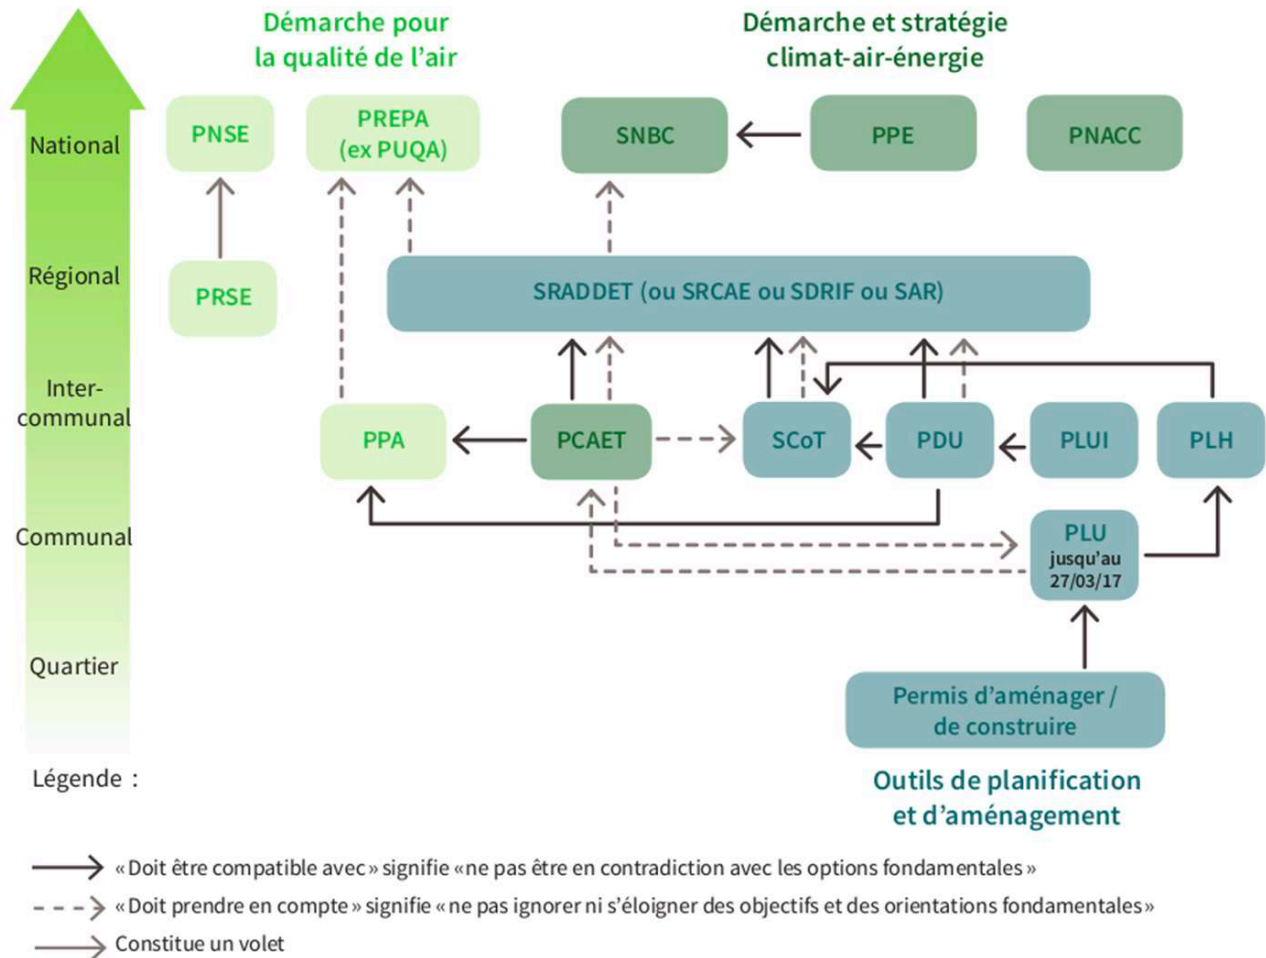 Démarche pour
la qualité de l’air
Démarche et stratégie
climat-air-énergie
National
PNSE
PREPA
(ex PUQA)
SNBC
PPE
PNACC
Régional
PRSE
SRADDET (ou SRCAE ou SDRIF ou SAR)
Inter-
communal
PPA
PCAET
SCoT
PDU
PLUI
PLH
Communal
PLU
jusqu’au
27/03/17
Quartier
Permis d’aménager /
de construire
Outils de planification
et d’aménagement
Légende :
« Doit être compatible avec » signifie « ne pas être en contradiction avec les options fondamentales »
« Doit prendre en compte » signifie « ne pas ignorer ni s’éloigner des objectifs et des orientations fondamentales »
Constitue un volet